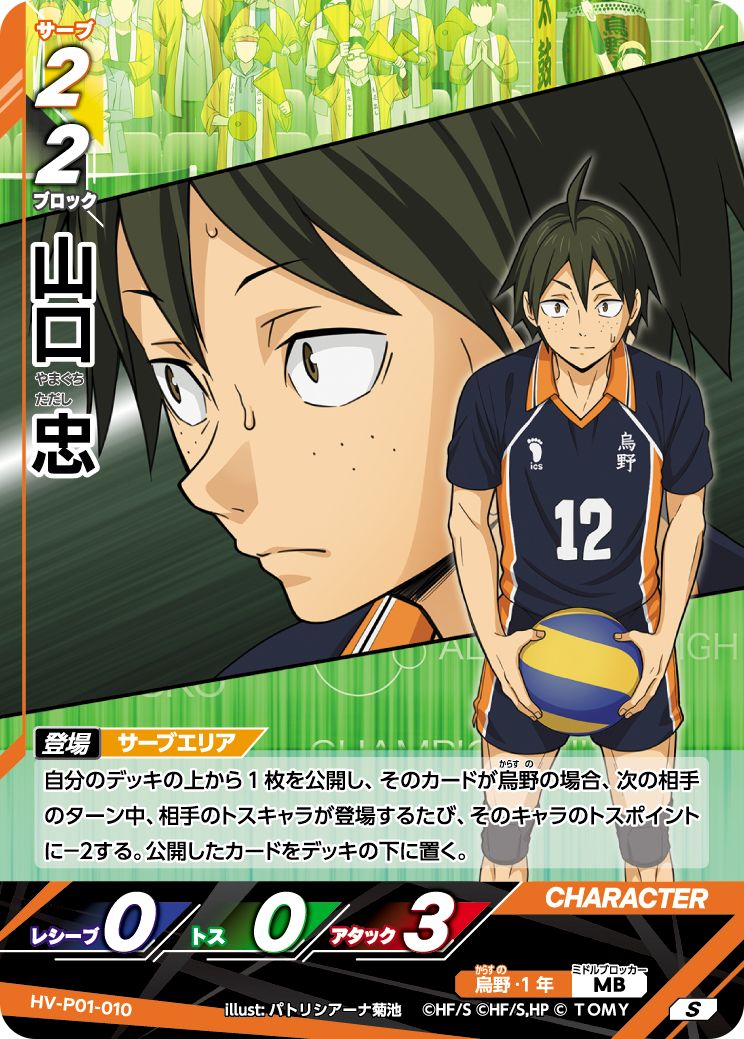 サーブ
2
2
ブロック
山口
やまぐち
忠
ただし
太鼓
烏野
烏野
ics
12
登場 サーブエリア
自分のデッキの上から1枚を公開し、そのカードが烏野の場合、次の相手
からすの
のターン中、相手のトスキャラが登場するたび、そのキャラのトスポイント
に−2する。公開したカードをデッキの下に置く。
CHARACTER
レシーブ 0 トス 0 アタック 3
からすの
烏野・1年
ミドルブロッカー
MB
HV-P01-010
illust: パトリシアーナ菊池 ©HF/S ©HF/S,HP © TOMY
S